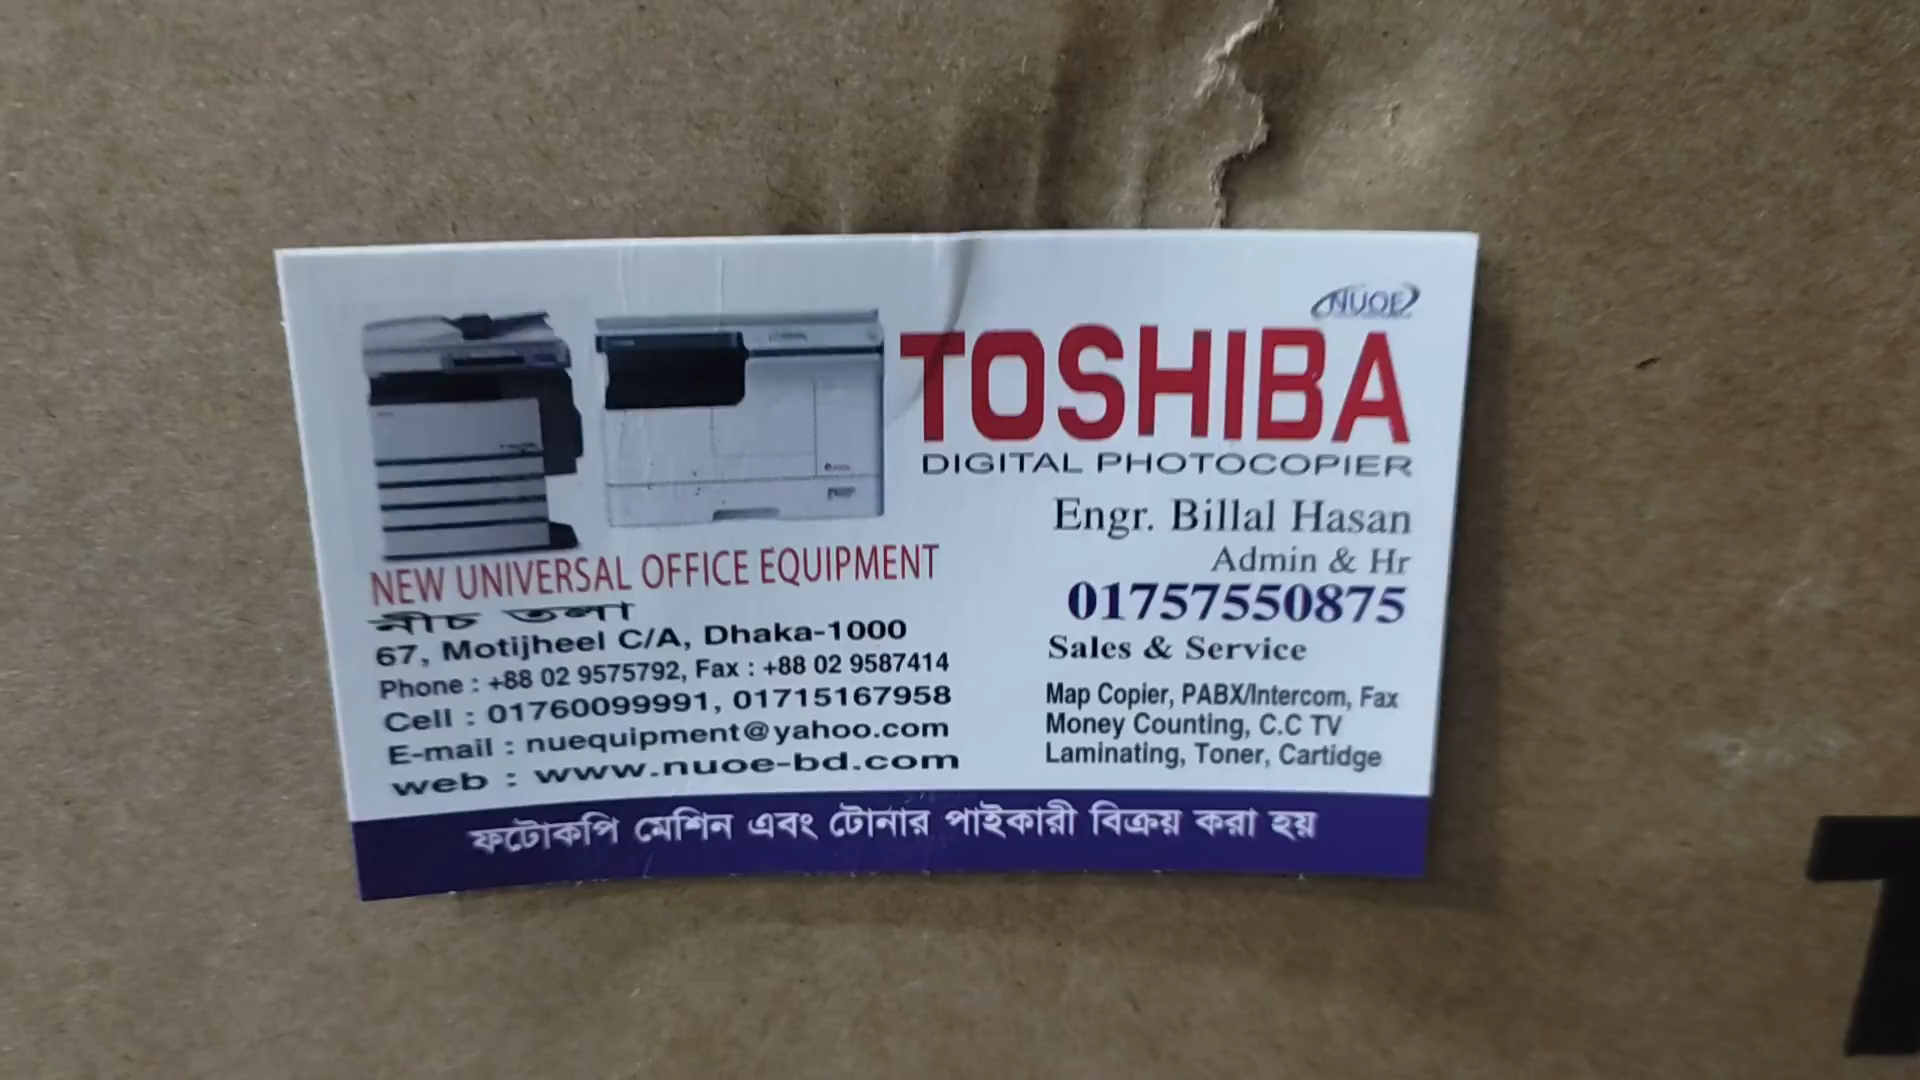 NUOE
TOSHIBA
DIGITAL PHOTOCOPIER
Engr. Billal Hasan
Admin & Hr
01757550875
Sales & Service
Map Copier, PABX/Intercom, Fax
Money Counting, C.C TV
Laminating, Toner, Cartidge
NEW UNIVERSAL OFFICE EQUIPMENT
নীচ তলা
67, Motijheel C/A, Dhaka-1000
Phone : +88 02 9575792, Fax : +88 02 9587414
Cell : 01760099991, 01715167958
E-mail : nuequipment@yahoo.com
web : www.nuoe-bd.com
ফটোকপি মেশিন এবং টোনার পাইকারী বিক্রয় করা হয়